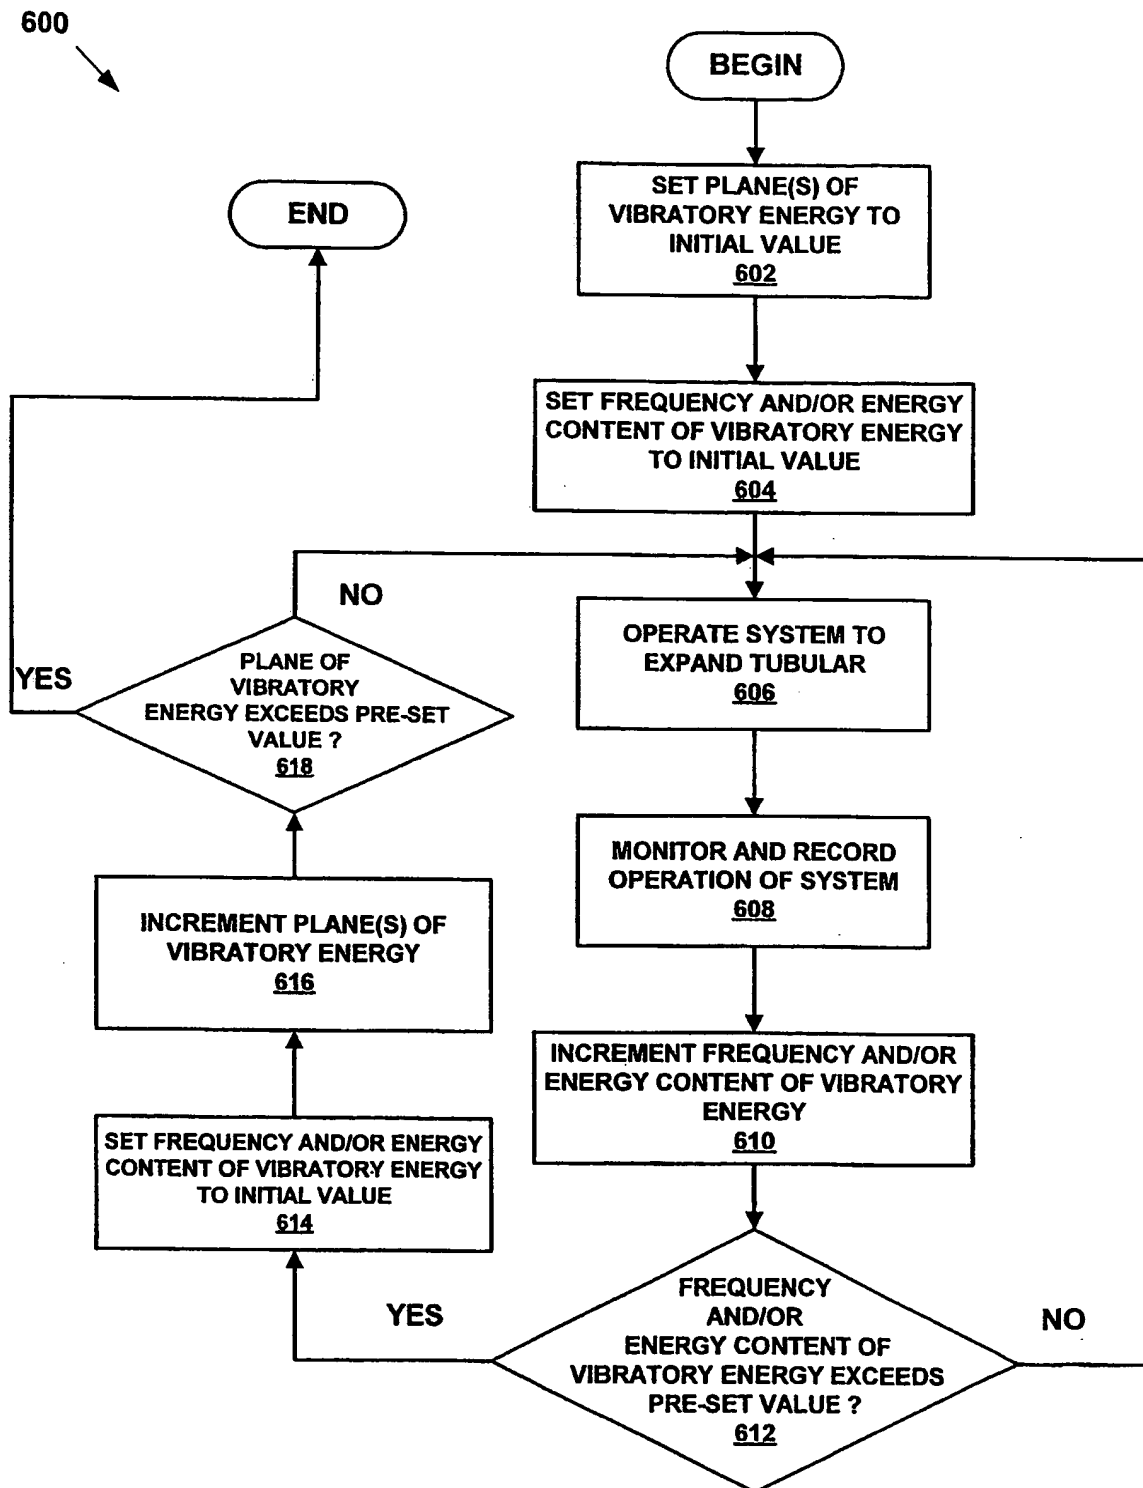 600
BEGIN
SET PLANE(S) OF
VIBRATORY ENERGY TO
INITIAL VALUE
602
END
SET FREQUENCY AND/OR ENERGY
CONTENT OF VIBRATORY ENERGY
TO INITIAL VALUE
604
NO
OPERATE SYSTEM TO
EXPAND TUBULAR
606
YES
PLANE OF
VIBRATORY
ENERGY EXCEEDS PRE-SET
VALUE ?
618
MONITOR AND RECORD
OPERATION OF SYSTEM
608
INCREMENT PLANE(S) OF
VIBRATORY ENERGY
616
INCREMENT FREQUENCY AND/OR
ENERGY CONTENT OF VIBRATORY
ENERGY
610
SET FREQUENCY AND/OR ENERGY
CONTENT OF VIBRATORY ENERGY
TO INITIAL VALUE
614
YES
FREQUENCY
AND/OR
ENERGY CONTENT OF
VIBRATORY ENERGY EXCEEDS
PRE-SET VALUE ?
612
NO